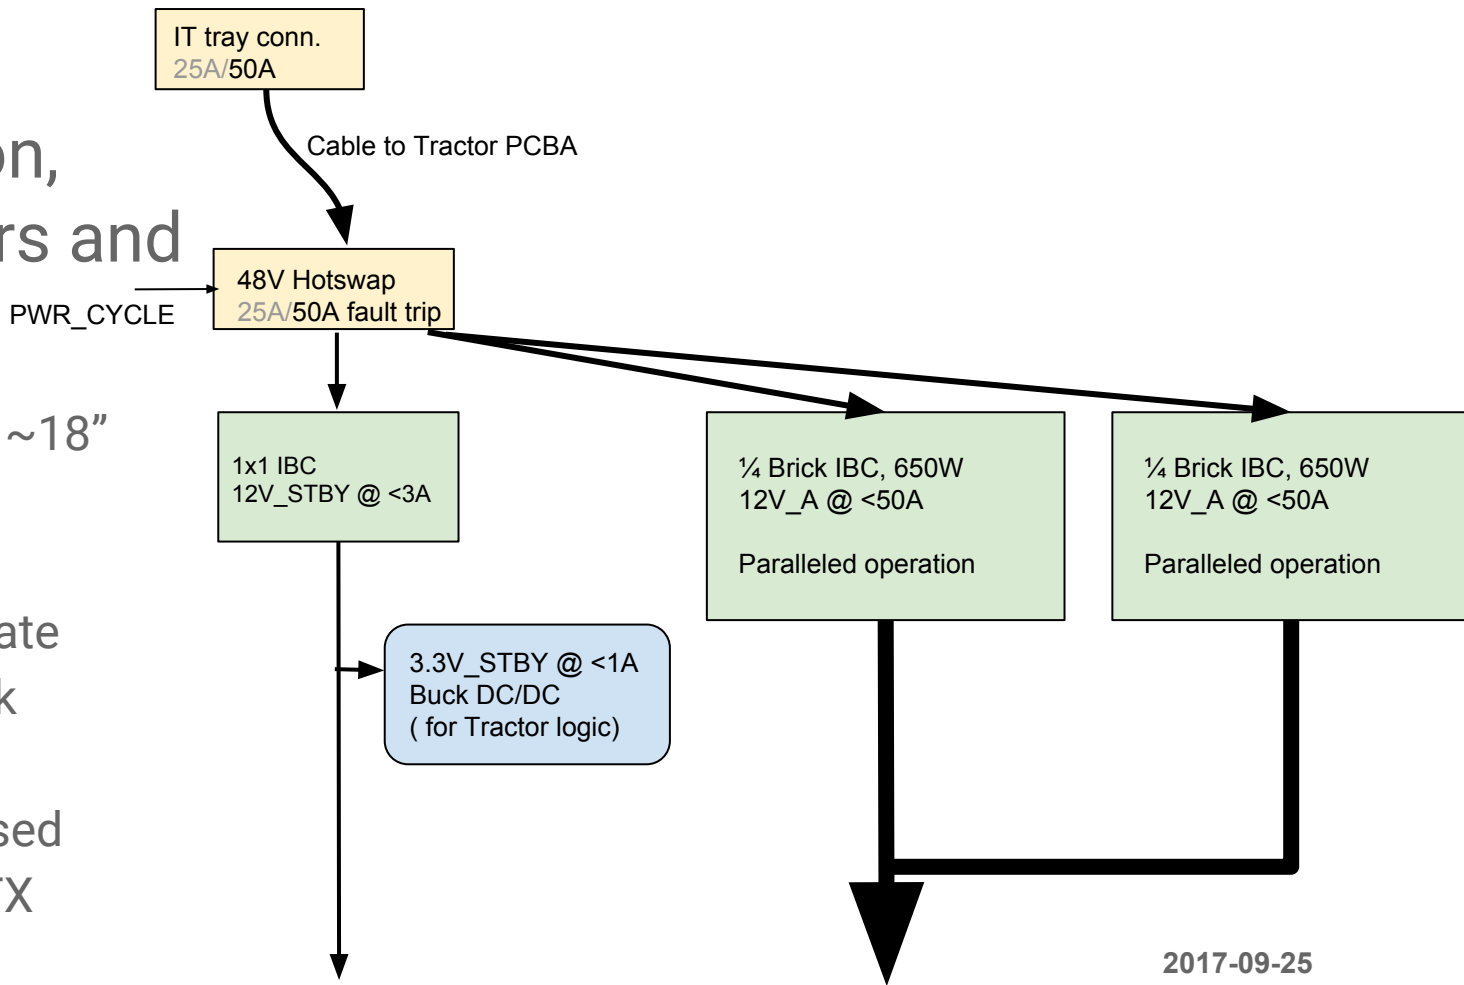 IT tray conn.
25A/50A
Cable to Tractor PCBA
on,
rs and
48V Hotswap
25A/50A fault trip
PWR_CYCLE
~18”
1x1 IBC
12V_STBY @ <3A
¼ Brick IBC, 650W
12V_A @ <50A
Paralleled operation
¼ Brick IBC, 650W
12V_A @ <50A
Paralleled operation
ate
k
3.3V_STBY @ <1A
Buck DC/DC
( for Tractor logic)
sed
TX
2017-09-25